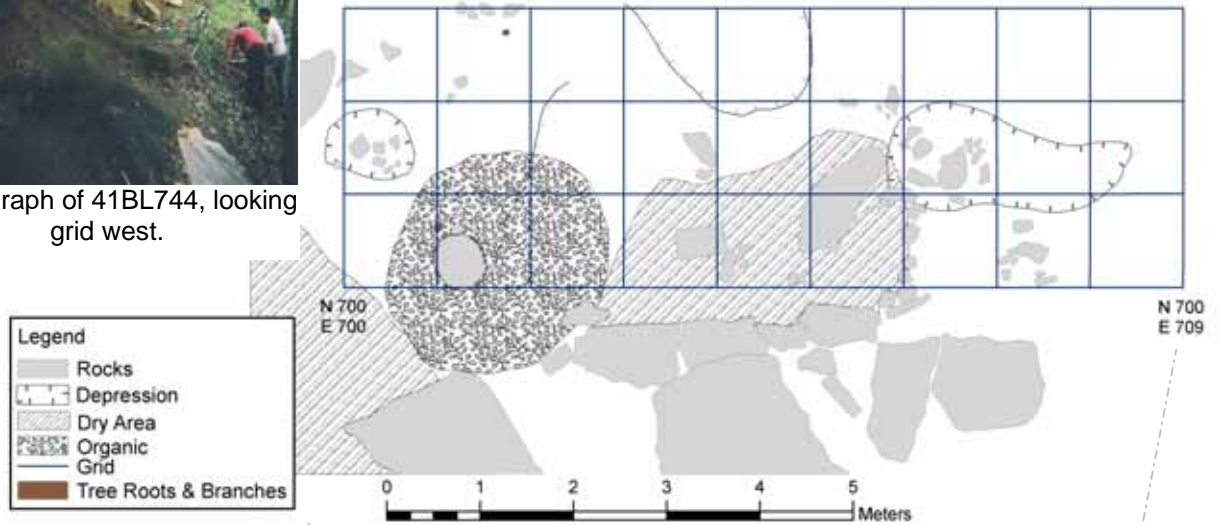 raph of 41BL744, looking
grid west.
N 700
E 700
N 700
E 709
Legend
Rocks
Depression
Dry Area
Organic
Grid
Tree Roots & Branches
0 1 2 3 4 5
Meters